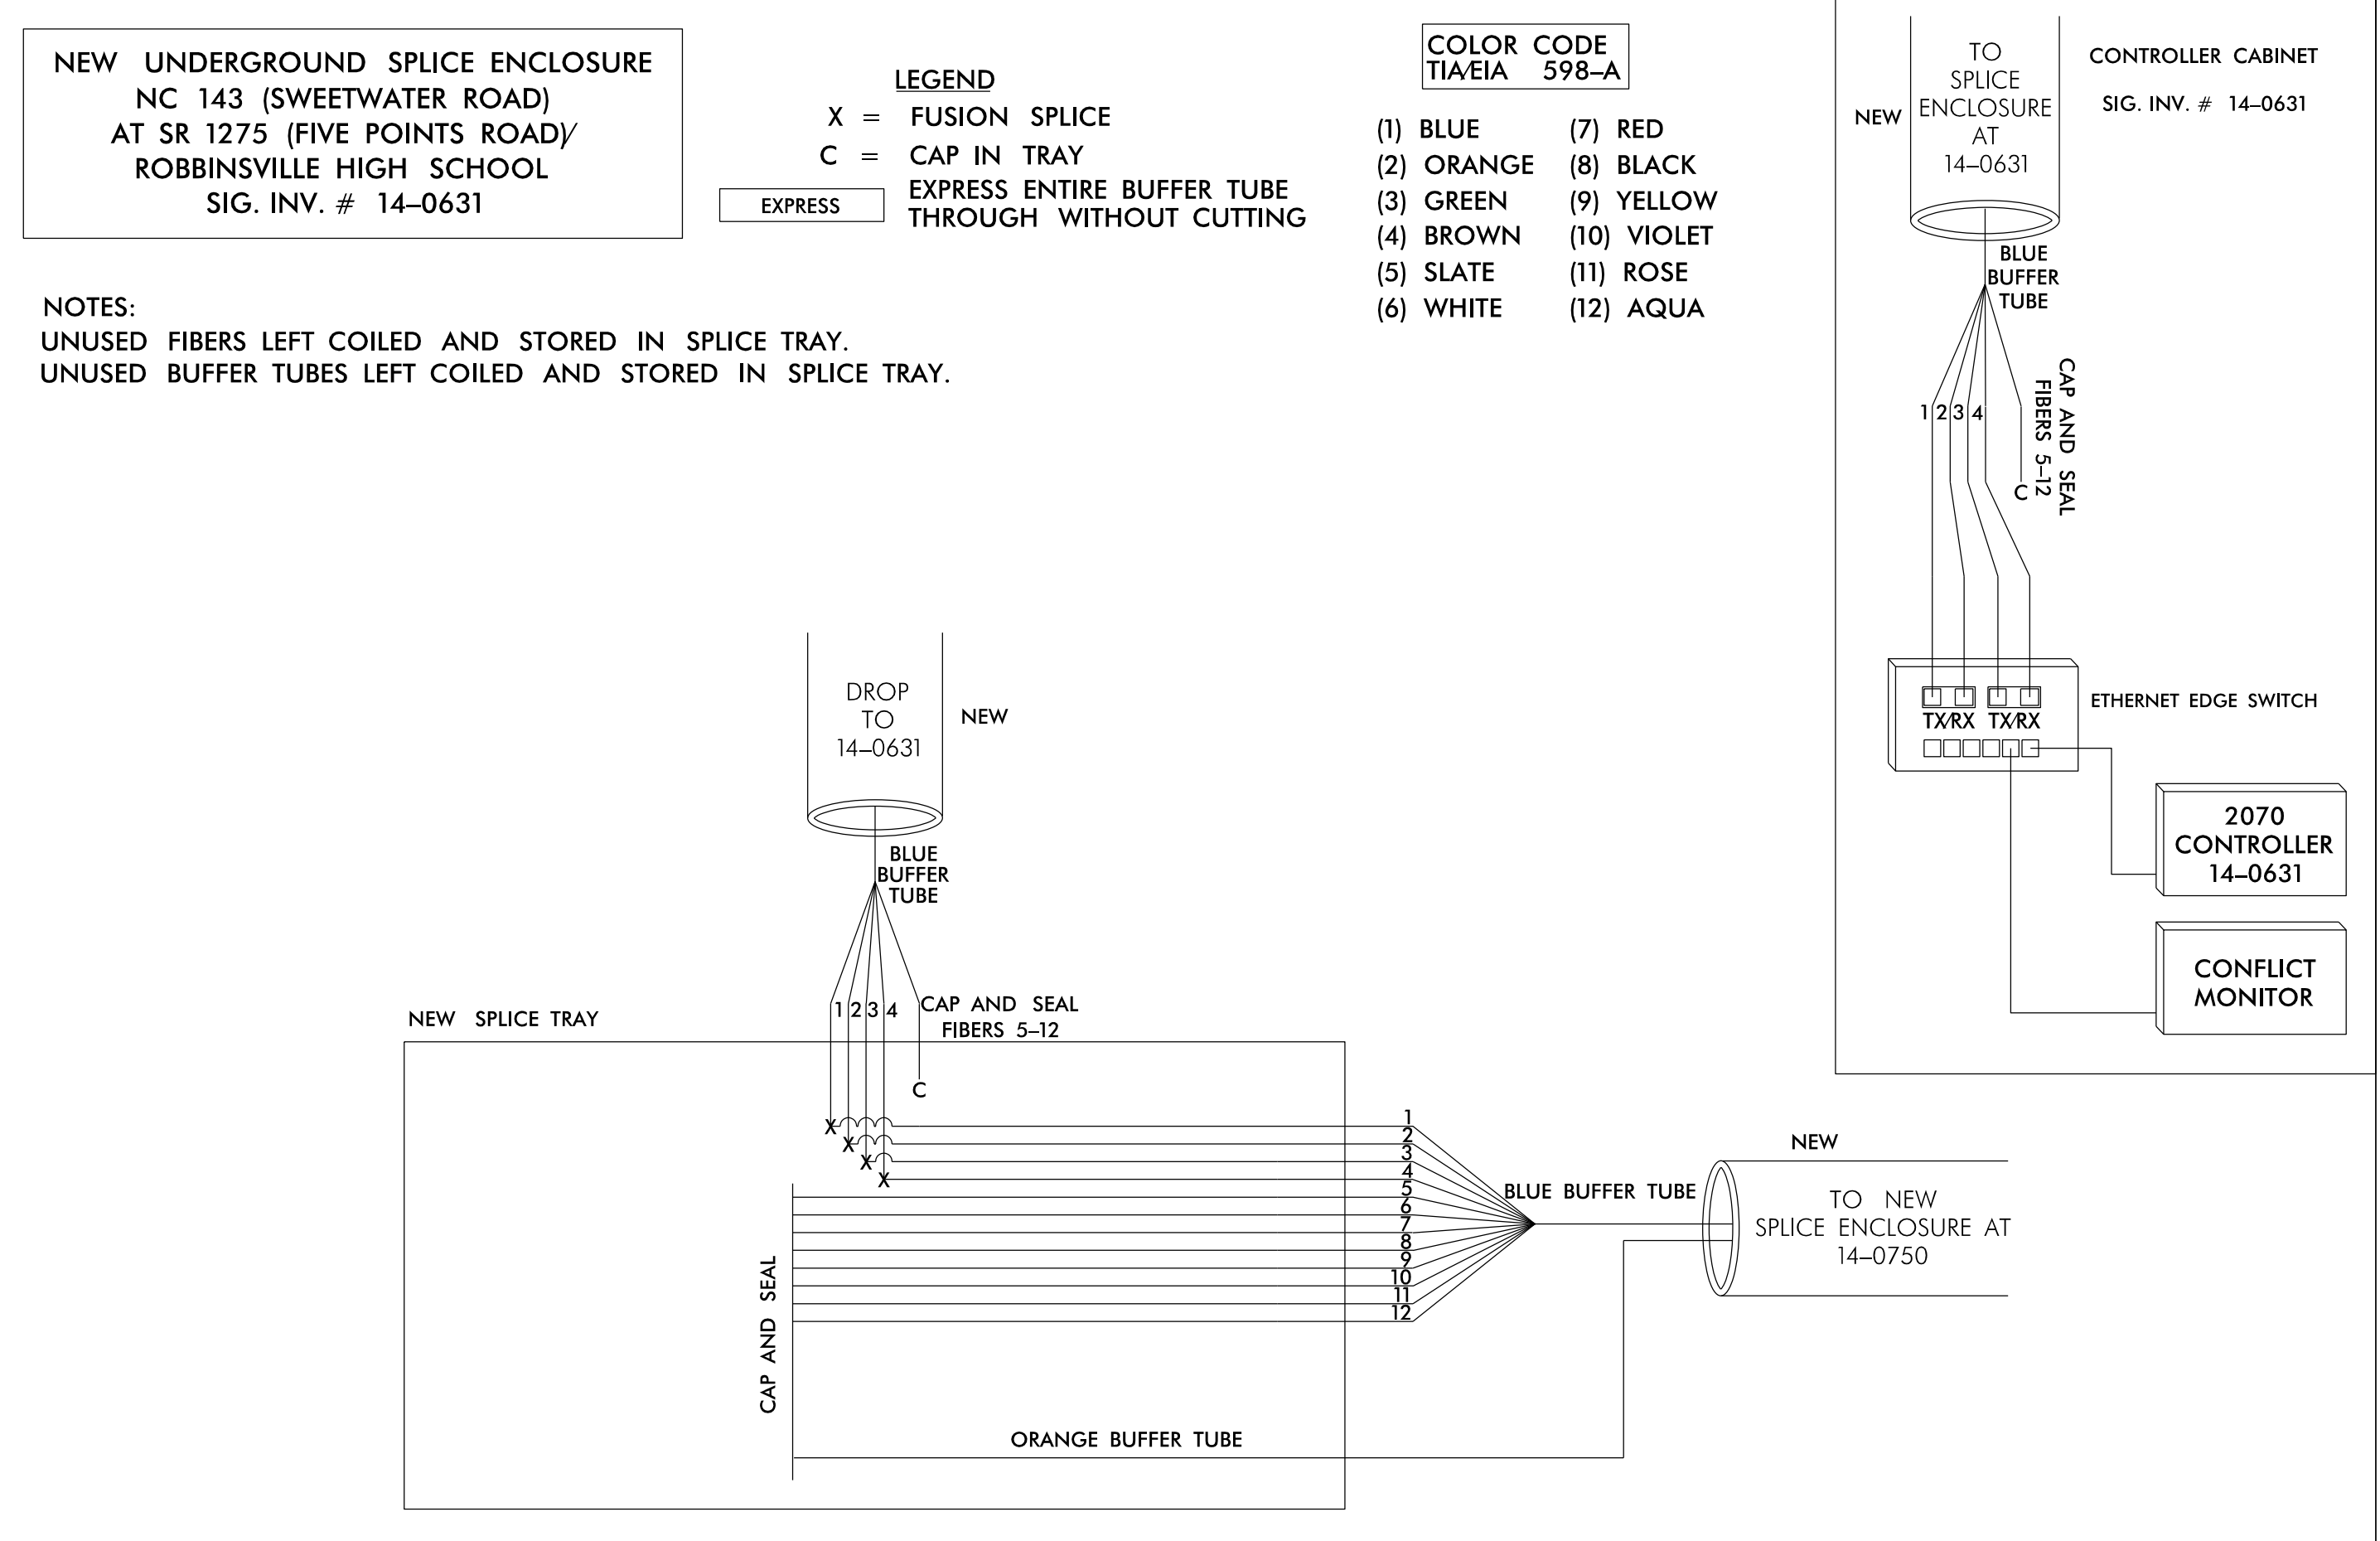 NEW UNDERGROUND SPLICE ENCLOSURE
NC 143 (SWEETWATER ROAD)
AT SR 1275 (FIVE POINTS ROAD)/
ROBBINSVILLE HIGH SCHOOL
SIG. INV. # 14-0631
NOTES:
UNUSED FIBERS LEFT COILED AND STORED IN SPLICE TRAY.
UNUSED BUFFER TUBES LEFT COILED AND STORED IN SPLICE TRAY.
LEGEND
X = FUSION SPLICE
C = CAP IN TRAY
EXPRESS
EXPRESS ENTIRE BUFFER TUBE
THROUGH WITHOUT CUTTING
COLOR CODE
TIA/EIA 598-A
(1) BLUE
(2) ORANGE
(3) GREEN
(4) BROWN
(5) SLATE
(6) WHITE
(7) RED
(8) BLACK
(9) YELLOW
(10) VIOLET
(11) ROSE
(12) AQUA
CONTROLLER CABINET
SIG. INV. # 14-0631
NEW
TO
SPLICE
ENCLOSURE
AT
14-0631
BLUE
BUFFER
TUBE
1 2 3 4
CAP AND SEAL
FIBERS 5-12
C
TX/RX TX/RX
ETHERNET EDGE SWITCH
2070
CONTROLLER
14-0631
CONFLICT
MONITOR
DROP
TO
14-0631
NEW
BLUE
BUFFER
TUBE
1 2 3 4
CAP AND SEAL
FIBERS 5-12
C
NEW SPLICE TRAY
X
X
X
X
1
2
3
4
5
6
7
8
9
10
11
12
CAP AND SEAL
BLUE BUFFER TUBE
ORANGE BUFFER TUBE
NEW
TO NEW
SPLICE ENCLOSURE AT
14-0750